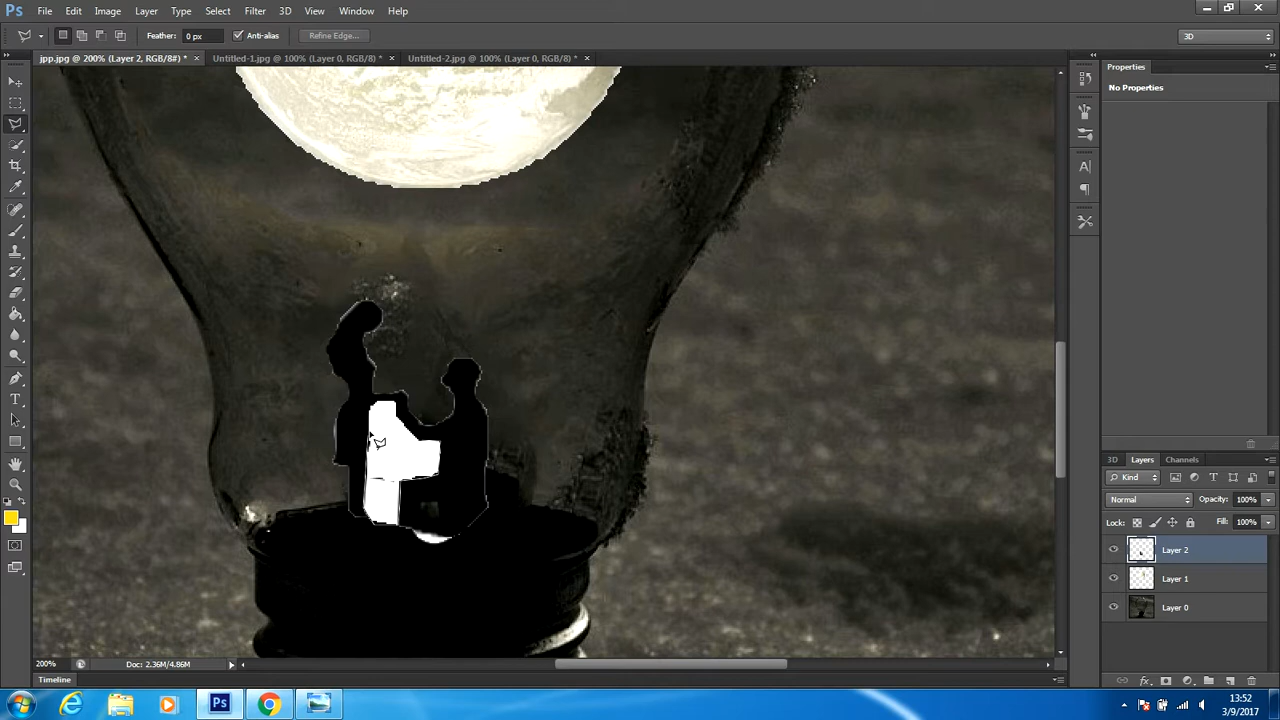 Ps File Edit Image Layer Type Select Filter 3D View Window Help
Feather: 0 px Anti-alias Refine Edge... 3D
jpp.jpg @ 200% (Layer 2, RGB/8#) * × Untitled-1.jpg @ 100% (Layer 0, RGB/8) * × Untitled-2.jpg @ 100% (Layer 0, RGB/8) * ×
Properties
No Properties
3D Layers Channels
Kind
Normal Opacity: 100%
Lock: Fill: 100%
Layer 2
Layer 1
Layer 0
200% Doc: 2.36M/4.86M
Timeline
Ps 13:52
3/9/2017